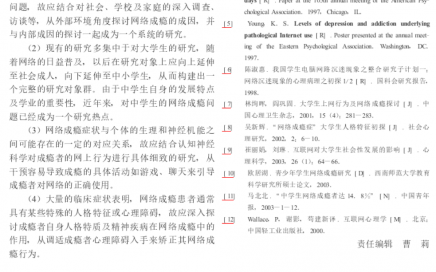 题，故应结合对社会、学校及家庭的深入调查、
访谈等，从外部环境角度探讨网络成瘾的成因，并
与内部成因的探讨一起成为一个系统的研究。
（2）现有的研究多集中于对大学生的研究，随
着网络的日益普及，以后在研究对象上应向上延伸
至社会成人，向下延伸至中小学生，从而构建出一
个完整的研究对象群。由于中学生自身的发展特点
及学业的重要性，近年来，对中学生的网络成瘾问
题已经成为一个研究热点。
（3）网络成瘾症状与个体的生理和神经机能之
间可能存在的一定的对应关系，故应结合认知神经
科学对成瘾者的网上行为进行具体细致的研究，从
干预容易导致成瘾的具体活动如游戏、聊天来引导
成瘾者对网络的正确使用。
（4）大量的临床症状表明，网络成瘾患者通常
具有某些特殊的人格特征或心理障碍，故应深入探
讨成瘾者自身人格特质及精神疾病在网络成瘾中的
作用，从调适成瘾者心理障碍入手来矫正其网络成
瘾行为。
chological Association, 1997, Chicago, IL.
[5] Young. K. S. Levels of depression and addiction underlying
pathological Internet use [R]. Poster presented at the annual meet-
ing of the Eastern Psychological Association. Washington, DC.
1997.
[6] 陈淑惠. 我国学生电脑网路沉迷现象之整合研究子计划一:
网络沉迷现象的心理病理之初探1/2 [R]. 国科会研究报告,
1998.
[7] 林绚晖, 阎巩固. 大学生上网行为及网络成瘾探讨 [J]. 中
国心理卫生杂志, 2001, 15 (4), 281-283.
[8] 吴新辉. “网络成瘾” 大学生人格特征初探 [J]. 社会心理
研究, 2002, 2, 6-10.
[9] 崔丽娟, 刘琳. 互联网对大学生社会性发展的影响 [J]. 心
理科学, 2003, 26 (1), 64-66.
[10] 欧居湖. 青少年学生网络成瘾研究 [D]. 西南师范大学教育
科学研究所硕士论文. 2003.
[11] 马北北. “中学生网络成瘾者达14.8%” [N]. 中国青年
报, 2003-1-12.
[12] Wallace. P, 谢影, 苟建新译. 互联网心理学 [M]. 北京:
中国轻工业出版社, 2000.
责任编辑 曹 莉